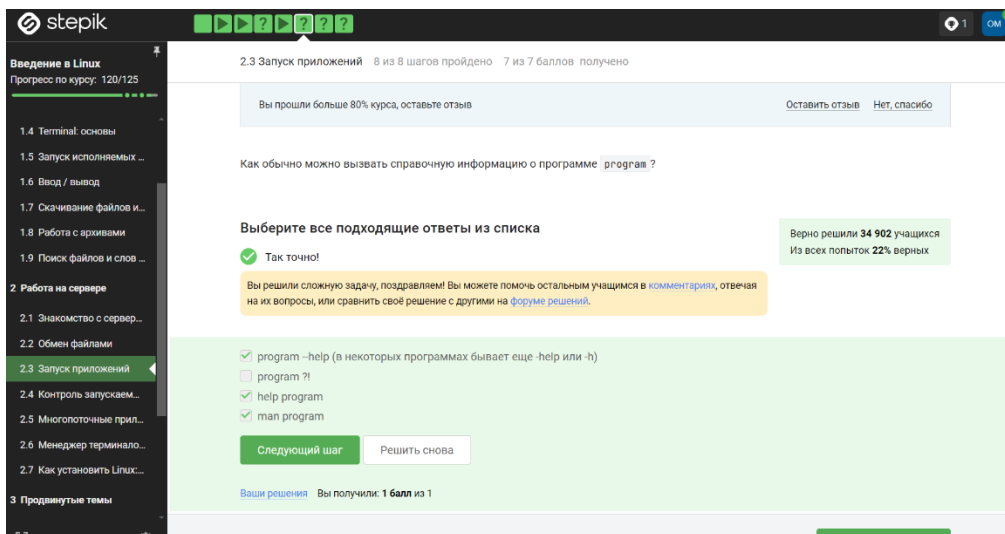 stepik
? ? ? ?
1
ОМ
Введение в Linux
Прогресс по курсу: 120/125
1.4 Terminal: основы
1.5 Запуск исполняемых ...
1.6 Ввод / вывод
1.7 Скачивание файлов и...
1.8 Работа с архивами
1.9 Поиск файлов и слов ...
2 Работа на сервере
2.1 Знакомство с сервер...
2.2 Обмен файлами
2.3 Запуск приложений
2.4 Контроль запускаем...
2.5 Многопоточные прил...
2.6 Менеджер терминало...
2.7 Как установить Linux:...
3 Продвинутые темы
2.3 Запуск приложений 8 из 8 шагов пройдено 7 из 7 баллов получено
Вы прошли больше 80% курса, оставьте отзыв
Оставить отзыв Нет, спасибо
Как обычно можно вызвать справочную информацию о программе program ?
Выберите все подходящие ответы из списка
Верно решили 34 902 учащихся
Из всех попыток 22% верных
Так точно!
Вы решили сложную задачу, поздравляем! Вы можете помочь остальным учащимся в комментариях, отвечая
на их вопросы, или сравнить своё решение с другими на форуме решений.
program --help (в некоторых программах бывает еще -help или -h)
program ?!
help program
man program
Следующий шаг Решить снова
Ваши решения Вы получили: 1 балл из 1